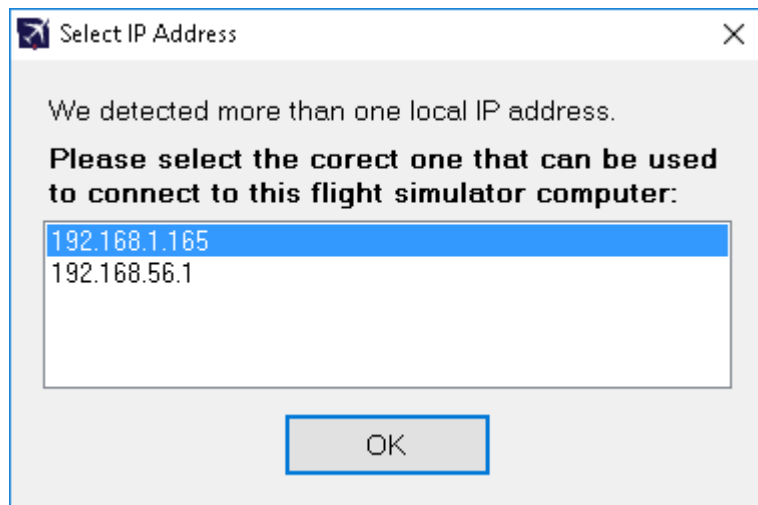 Select IP Address
We detected more than one local IP address.
Please select the corect one that can be used
to connect to this flight simulator computer:
192.168.1.165
192.168.56.1
OK